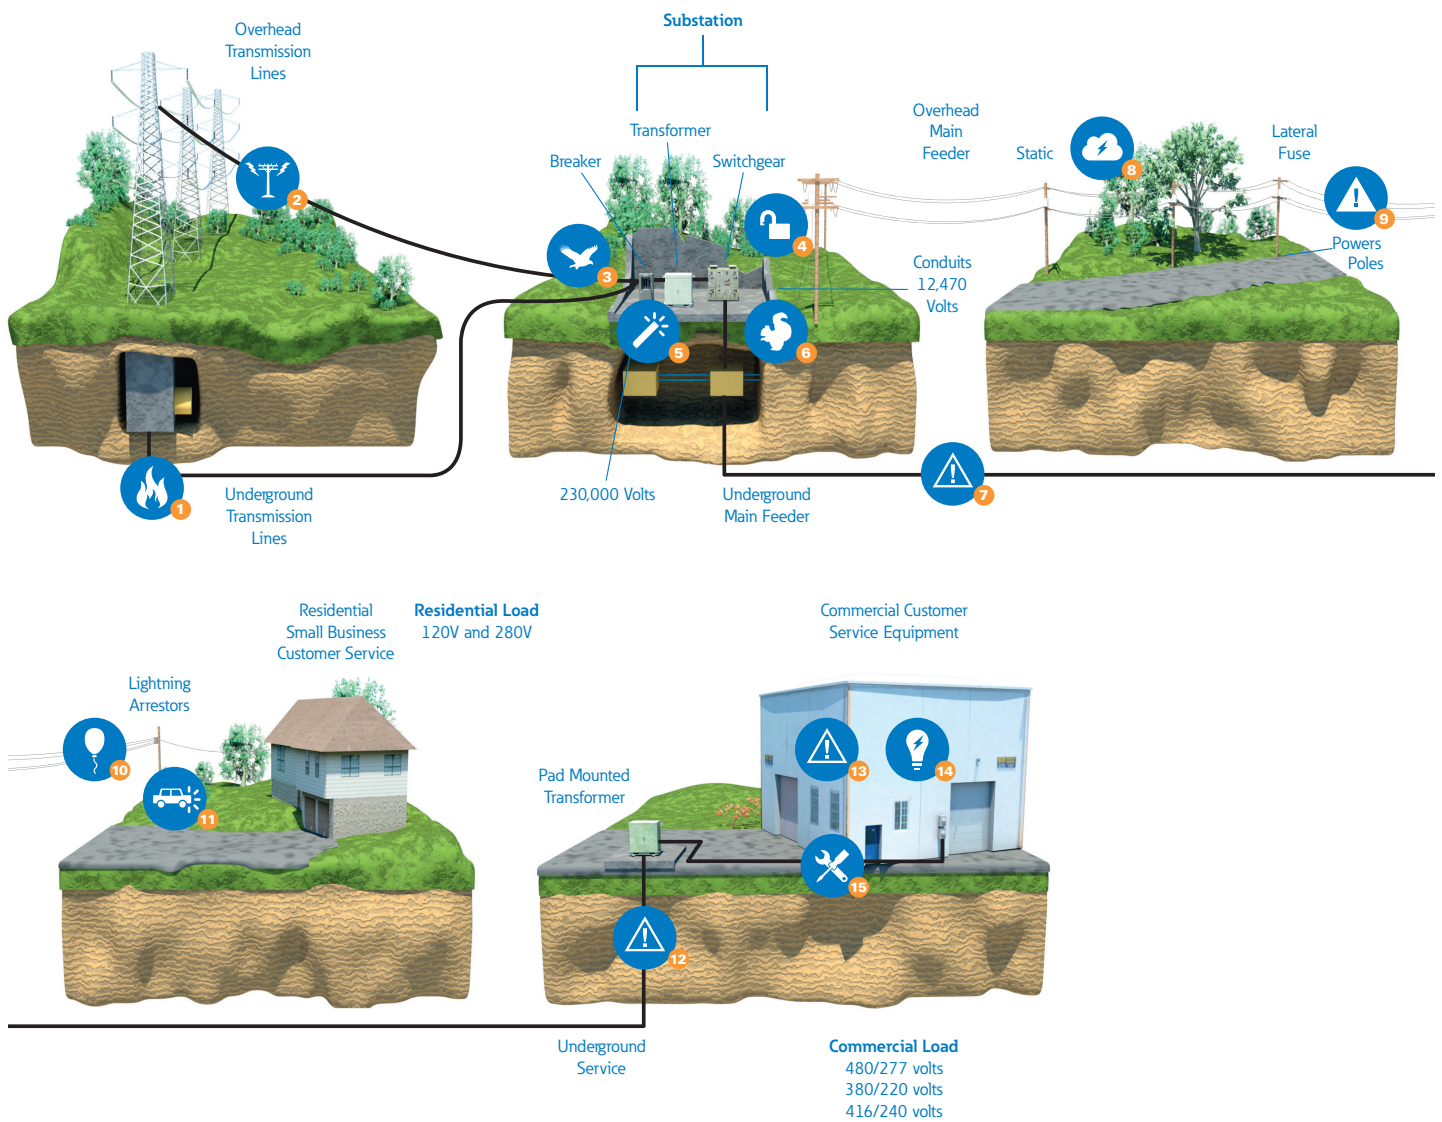 Substation
Overhead
Transmission
Lines
Transformer
Breaker
Switchgear
Overhead
Main
Feeder
Static
Lateral
Fuse
Powers
Poles
Conduits
12,470
Volts
2
3
4
5
6
8
9
230,000 Volts
Underground
Main Feeder
7
1
Underground
Transmission
Lines
Residential
Small Business
Customer Service
Residential Load
120V and 280V
Lightning
Arrestors
10
11
Commercial Customer
Service Equipment
Pad Mounted
Transformer
13
14
15
12
Underground
Service
Commercial Load
480/277 volts
380/220 volts
416/240 volts